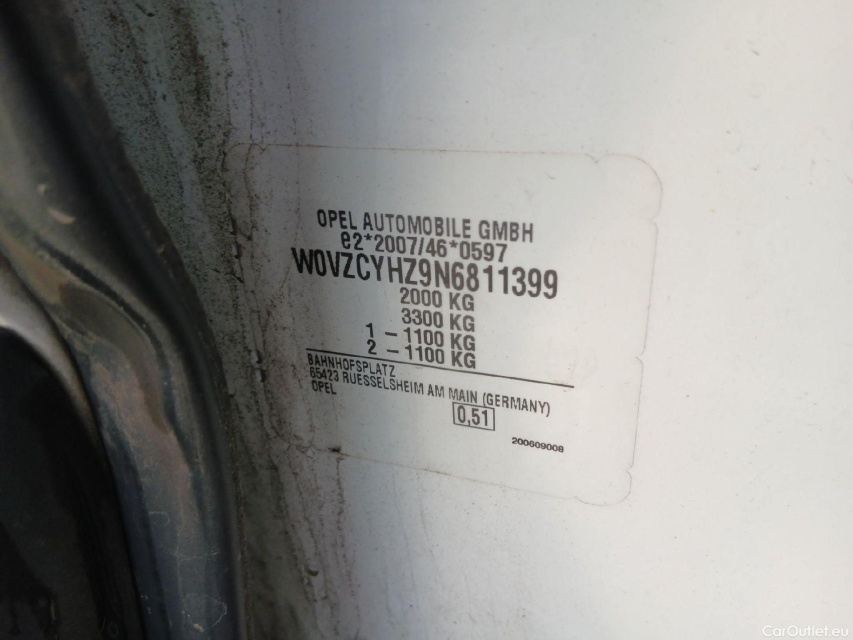 OPEL AUTOMOBILE GMBH
e2*2007/46*0597
W0VZCYHZ9N6811399
2000 KG
3300 KG
1 - 1100 KG
2 - 1100 KG
BAHNHOFSPLATZ
65423 RUESSELSHEIM AM MAIN (GERMANY)
OPEL
0,51
200609008
CarOutlet.eu